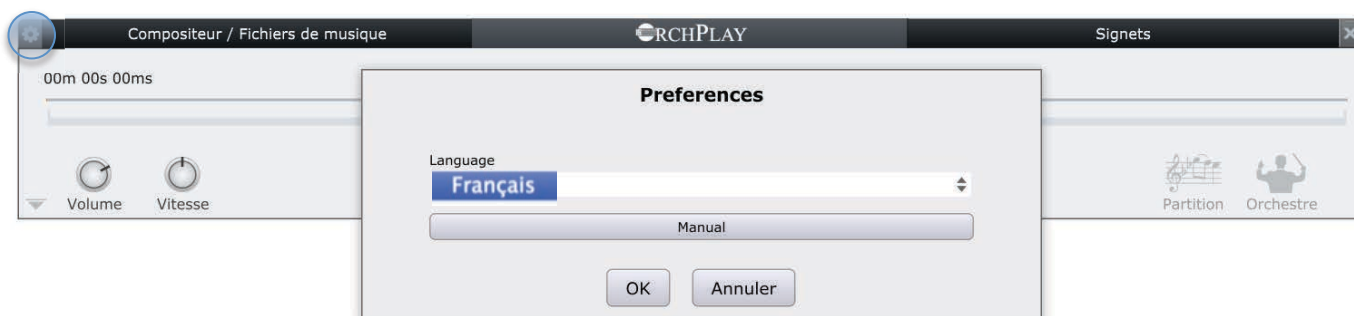 Compositeur / Fichiers de musique ORCHPLAY Signets
00m 00s 00ms
Preferences
Language
Français
Manual
Volume Vitesse Partition Orchestre
OK Annuler